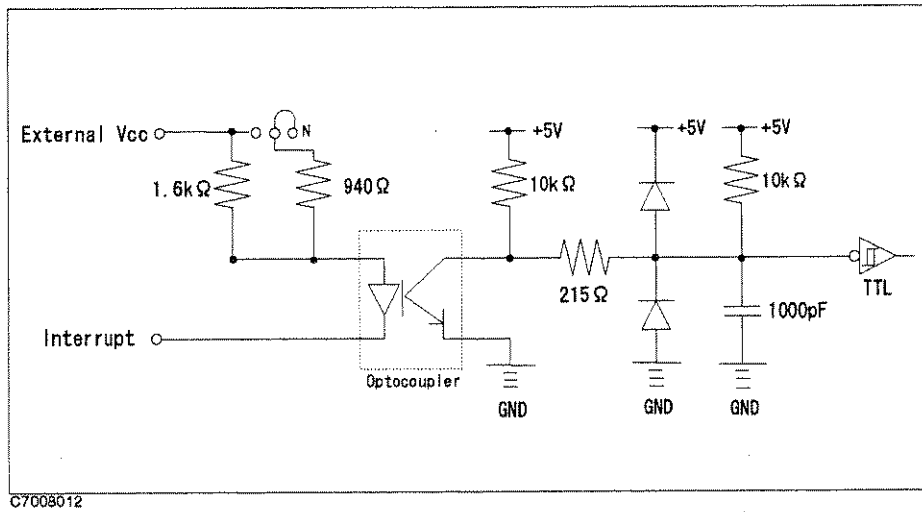 External Vcc
N
1.6kΩ
940Ω
+5V
10kΩ
+5V
+5V
10kΩ
215Ω
TTL
1000pF
Interrupt
Optocoupler
GND
GND
GND
C7008012